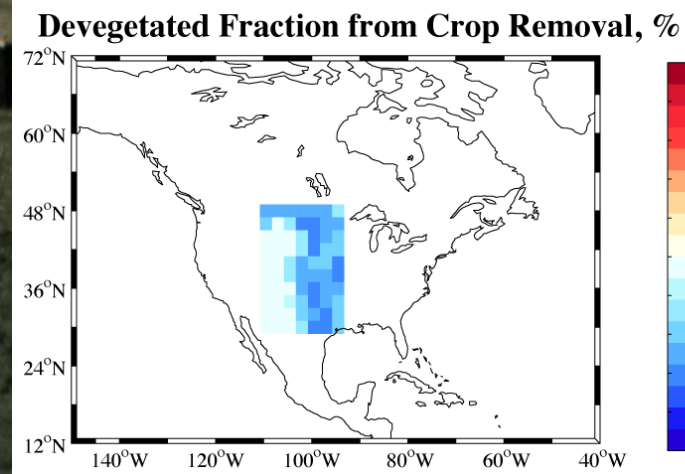 Devegetated Fraction from Crop Removal, %
72°N
60°N
48°N
36°N
24°N
12°N
140°W 120°W 100°W 80°W 60°W 40°W